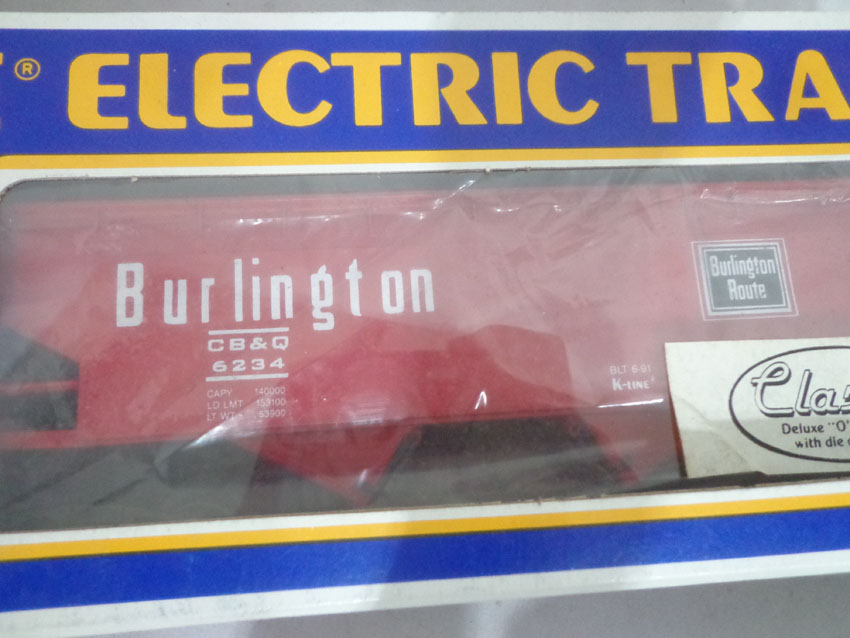 ® ELECTRIC TRA
Burlington
CB&Q
6234
CAPY 140000
LD LMT 153100
LT WT 53900
Burlington
Route
BLT 6-91
K-LINE
Clas
Deluxe "O"
with die